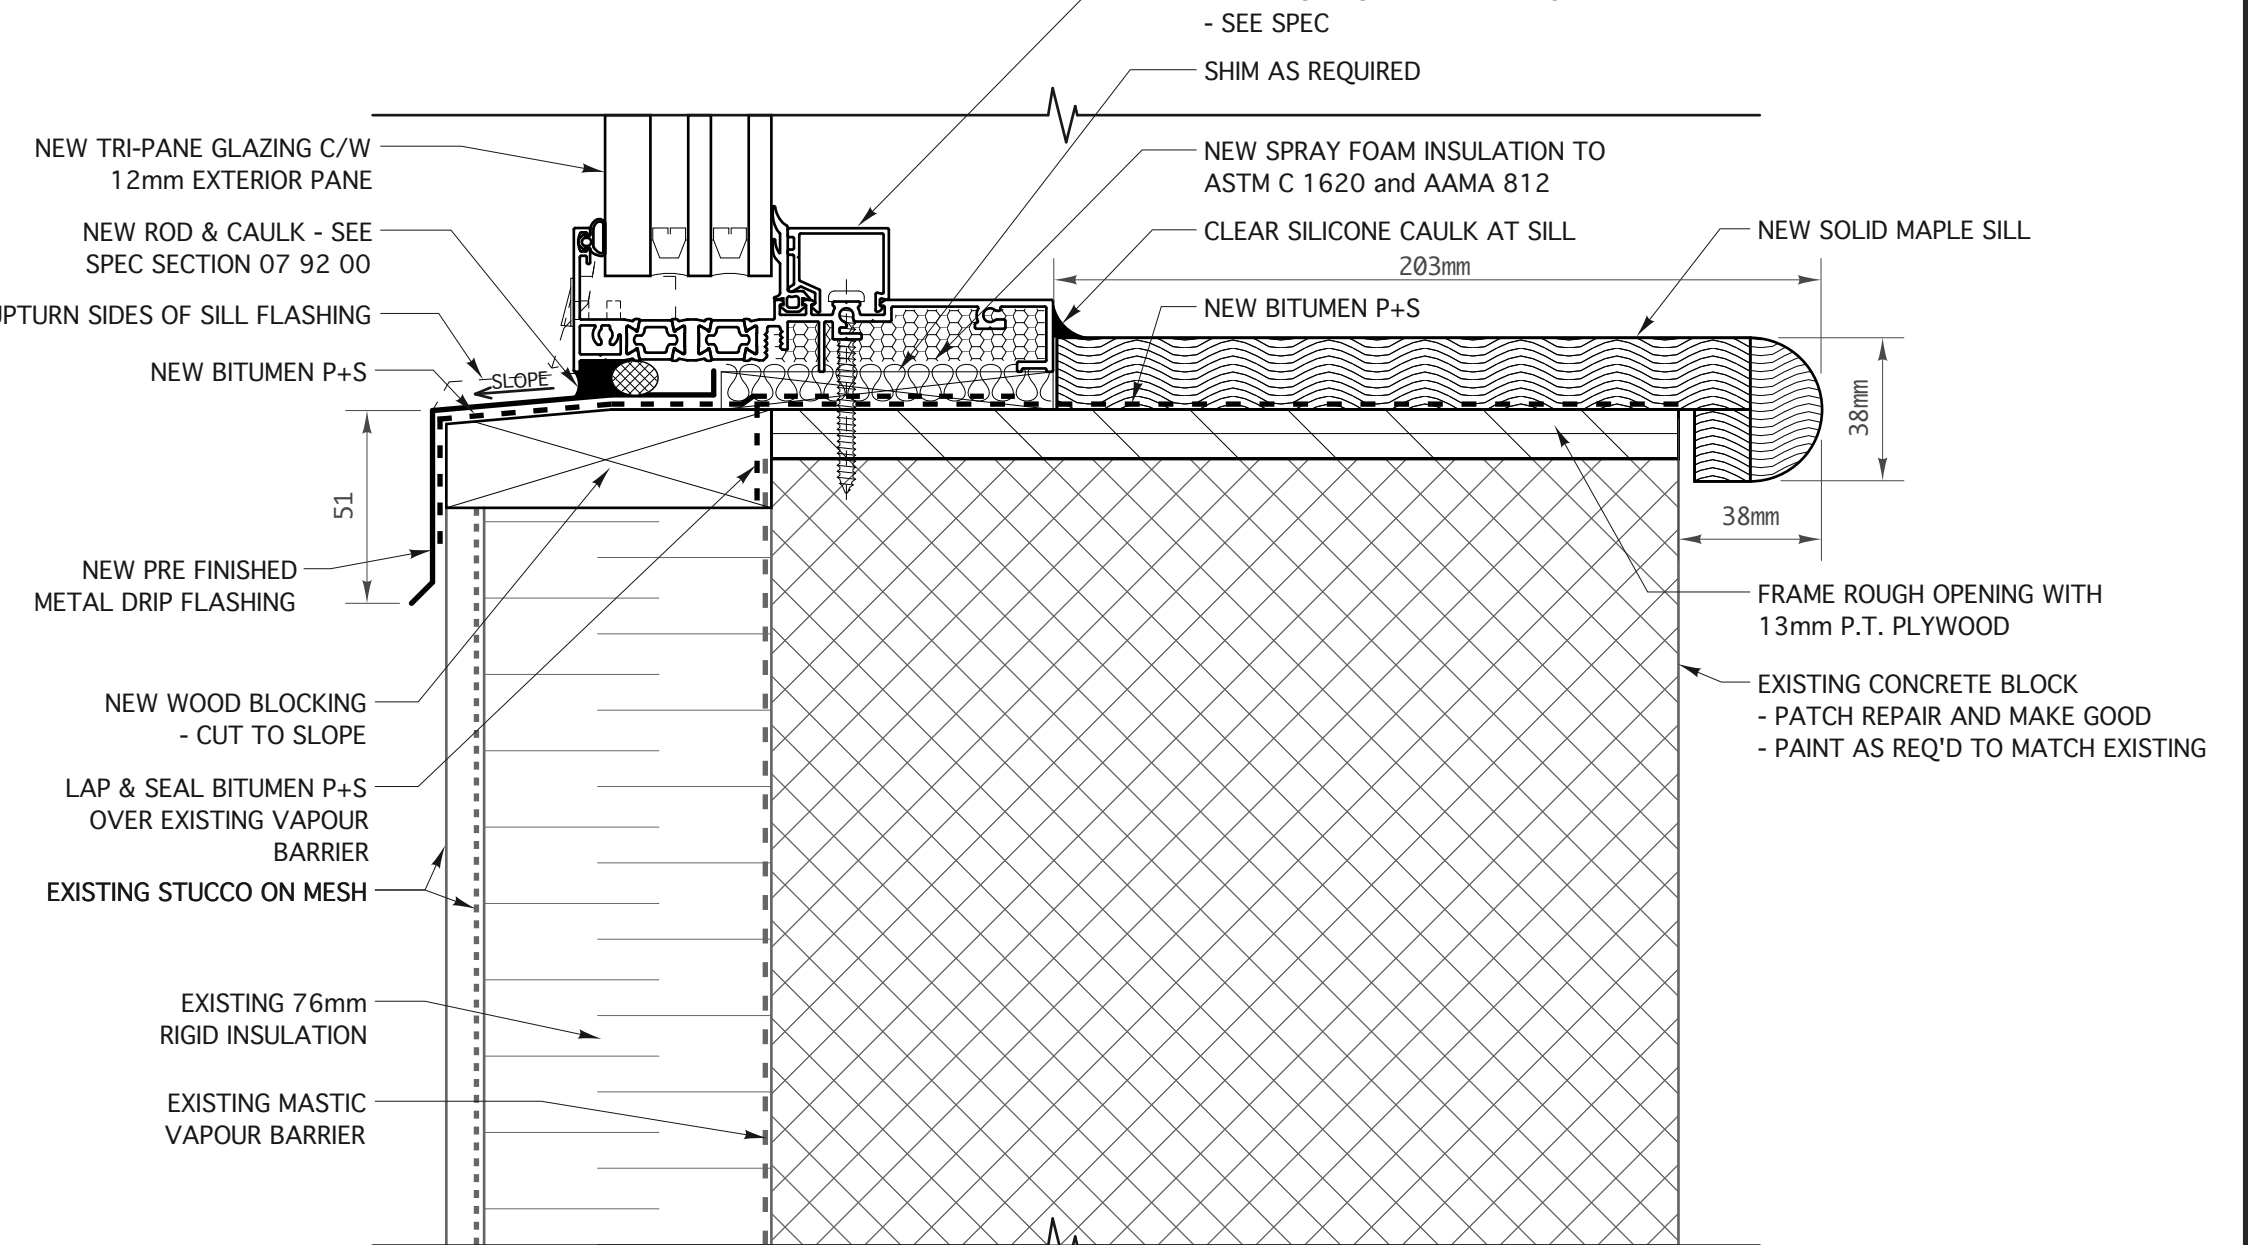 - SEE SPEC
SHIM AS REQUIRED
NEW SPRAY FOAM INSULATION TO
ASTM C 1620 and AAMA 812
CLEAR SILICONE CAULK AT SILL
203mm
NEW BITUMEN P+S
NEW SOLID MAPLE SILL
38mm
38mm
FRAME ROUGH OPENING WITH
13mm P.T. PLYWOOD
EXISTING CONCRETE BLOCK
- PATCH REPAIR AND MAKE GOOD
- PAINT AS REQ'D TO MATCH EXISTING
NEW TRI-PANE GLAZING C/W
12mm EXTERIOR PANE
NEW ROD & CAULK - SEE
SPEC SECTION 07 92 00
UPTURN SIDES OF SILL FLASHING
NEW BITUMEN P+S
SLOPE
51
NEW PRE FINISHED
METAL DRIP FLASHING
NEW WOOD BLOCKING
- CUT TO SLOPE
LAP & SEAL BITUMEN P+S
OVER EXISTING VAPOUR
BARRIER
EXISTING STUCCO ON MESH
EXISTING 76mm
RIGID INSULATION
EXISTING MASTIC
VAPOUR BARRIER